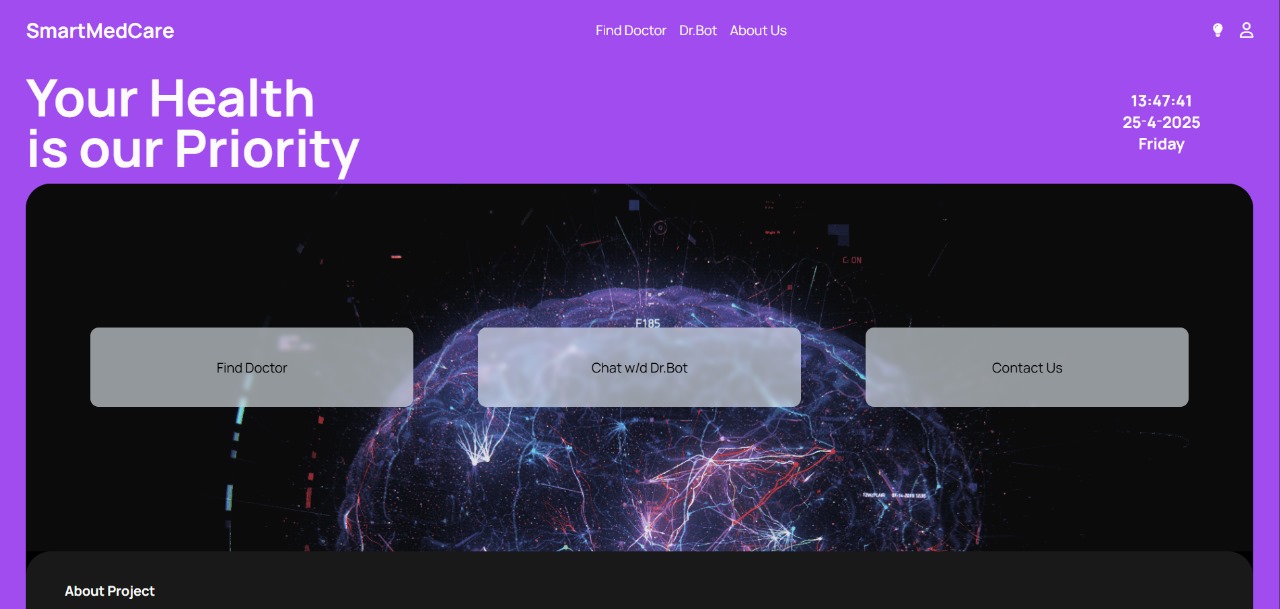 SmartMedCare
Find Doctor Dr.Bot About Us
Your Health
is our Priority
13:47:41
25-4-2025
Friday
C: ON
F185
Find Doctor
Chat w/d Dr.Bot
Contact Us
About Project